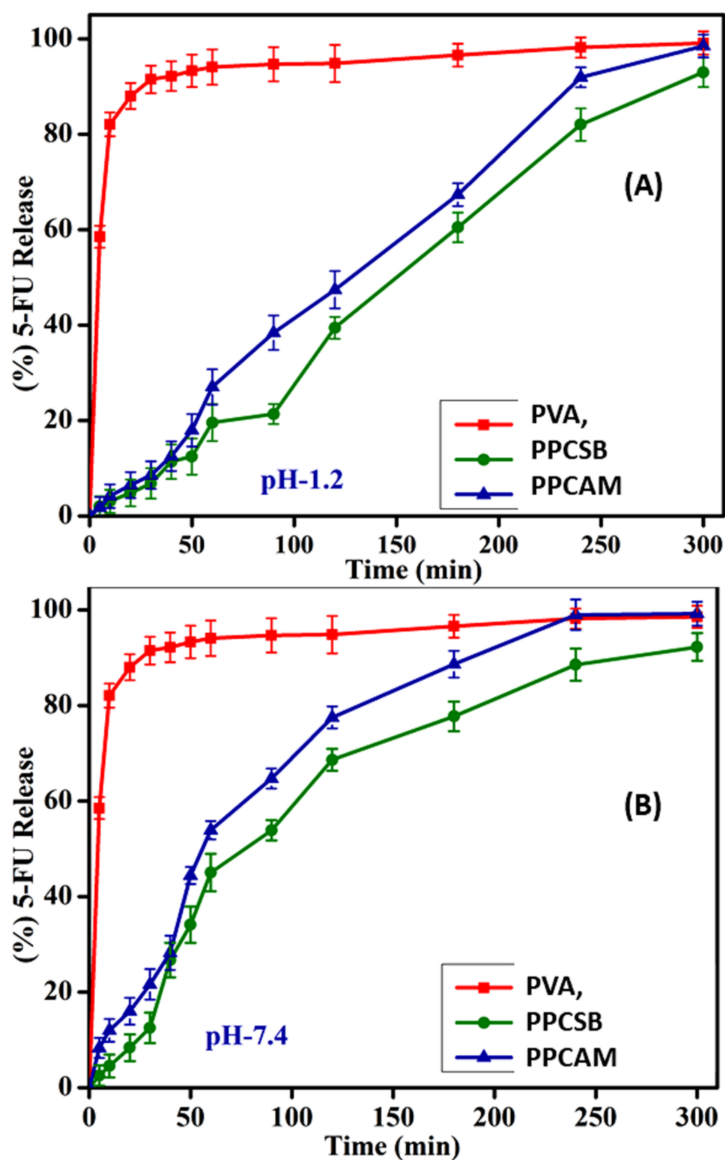 100
80
60
40
20
0
(%) 5-FU Release
(A)
PVA,
PPCSB
PPCAM
pH-1.2
0 50 100 150 200 250 300
Time (min)
100
80
60
40
20
0
(%) 5-FU Release
(B)
PVA,
PPCSB
PPCAM
pH-7.4
0 50 100 150 200 250 300
Time (min)